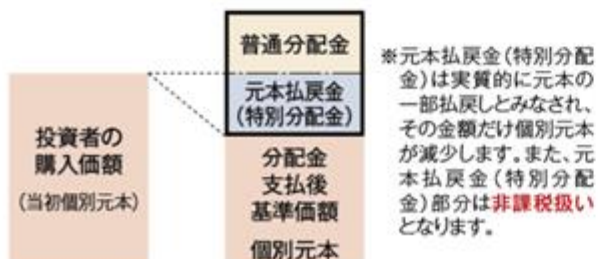 投資者の
購入価額
(当初個別元本)
普通分配金
元本払戻金
(特別分配金)
分配金
支払後
基準価額
個別元本
※元本払戻金(特別分配
金)は実質的に元本の
一部払戻しとみなされ、
その金額だけ個別元本
が減少します。また、元
本払戻金(特別分配
金)部分は非課税扱い
となります。